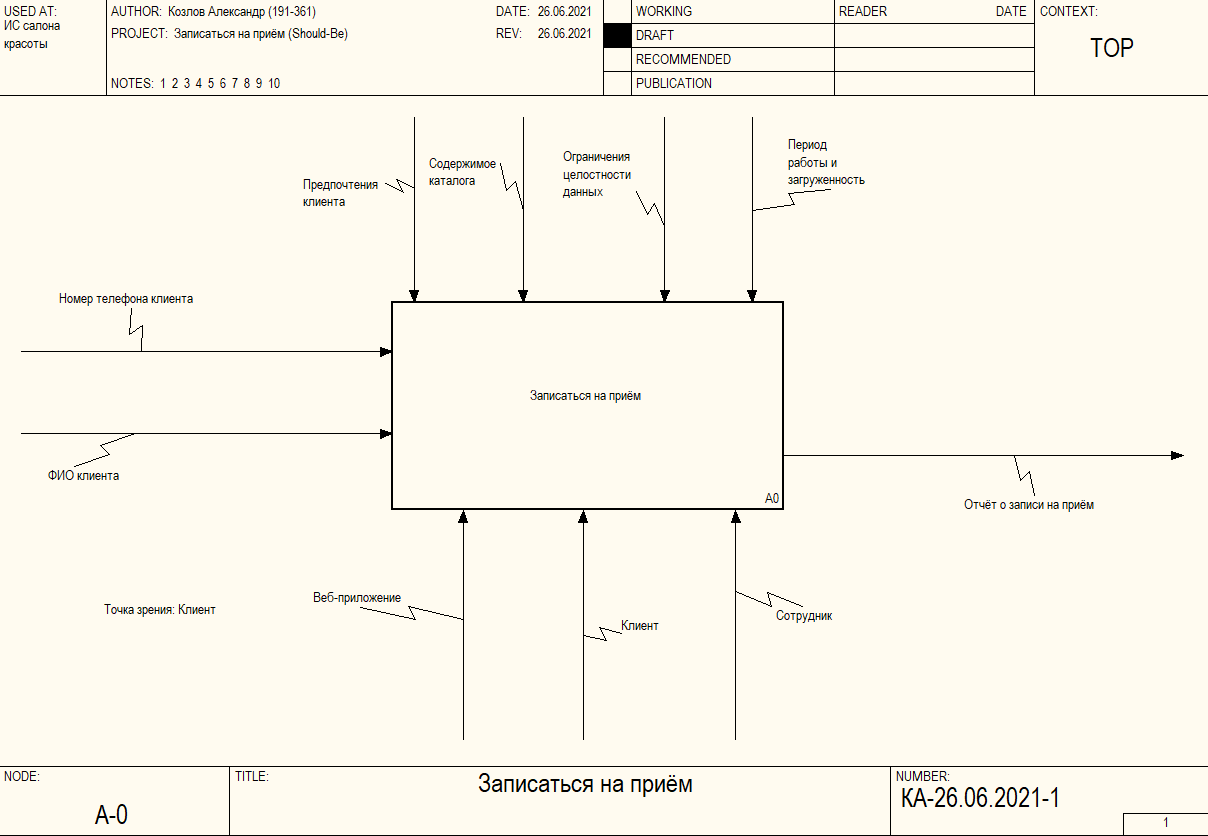 USED AT:
ИС салона
красоты
AUTHOR: Козлов Александр (191-361)
DATE: 26.06.2021
PROJECT: Записаться на приём (Should-Be)
REV: 26.06.2021
NOTES: 1 2 3 4 5 6 7 8 9 10
WORKING
DRAFT
RECOMMENDED
PUBLICATION
READER
DATE
CONTEXT:
TOP
Предпочтения
клиента
Содержимое
каталога
Ограничения
целостности
данных
Период
работы и
загруженность
Номер телефона клиента
ФИО клиента
Записаться на приём
A0
Отчёт о записи на приём
Точка зрения: Клиент
Веб-приложение
Клиент
Сотрудник
NODE:
A-0
TITLE:
Записаться на приём
NUMBER:
КА-26.06.2021-1
1